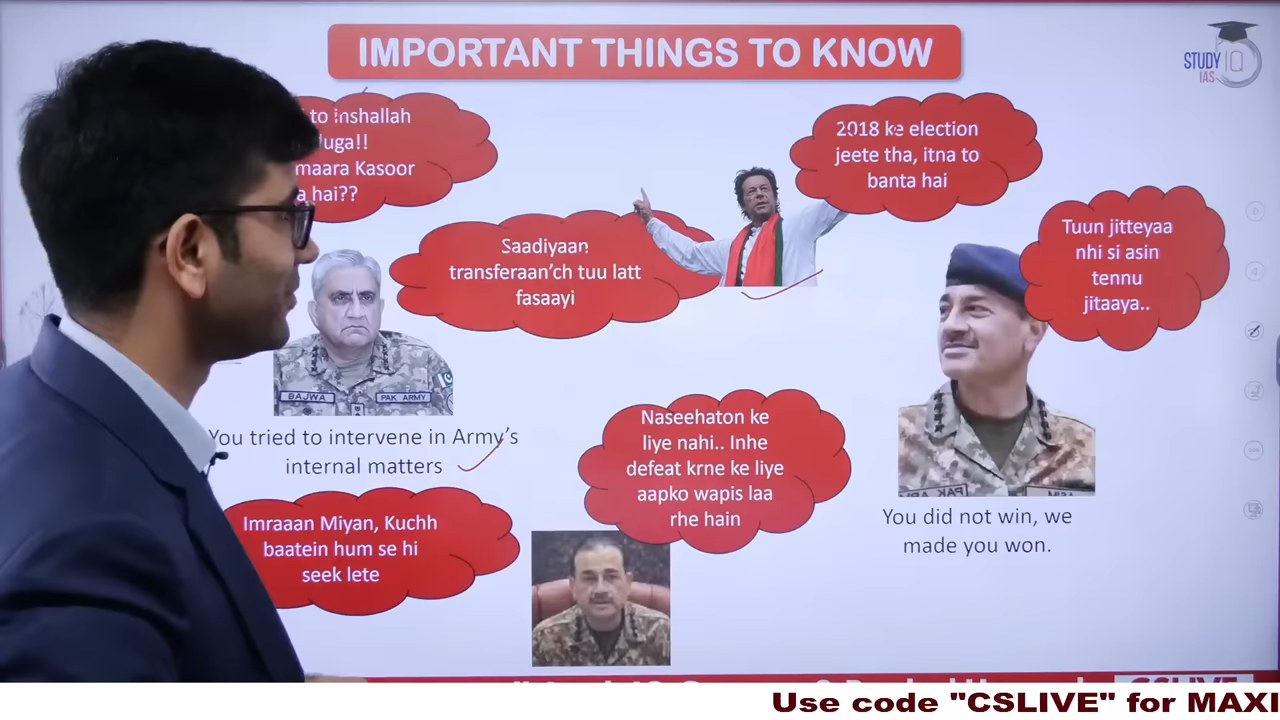 IMPORTANT THINGS TO KNOW
STUDY IQ
IAS
to inshallah
maara Kasoor
hai??
2018 ke election
jeete tha, itna to
banta hai
Saadiyaan
transferaan'ch tuu latt
fasaayi
Tuun jitteyaa
nhi si asin
tennu
jitaaya..
BAJWA
PAK ARMY
You tried to intervene in Army's
internal matters
Naseehaton ke
liye nahi.. Inhe
defeat krne ke liye
aapko wapis laa
rhe hain
Imraaan Miyan, Kuchh
baatein hum se hi
seek lete
You did not win, we
made you won.
Use code "CSLIVE" for MAXI